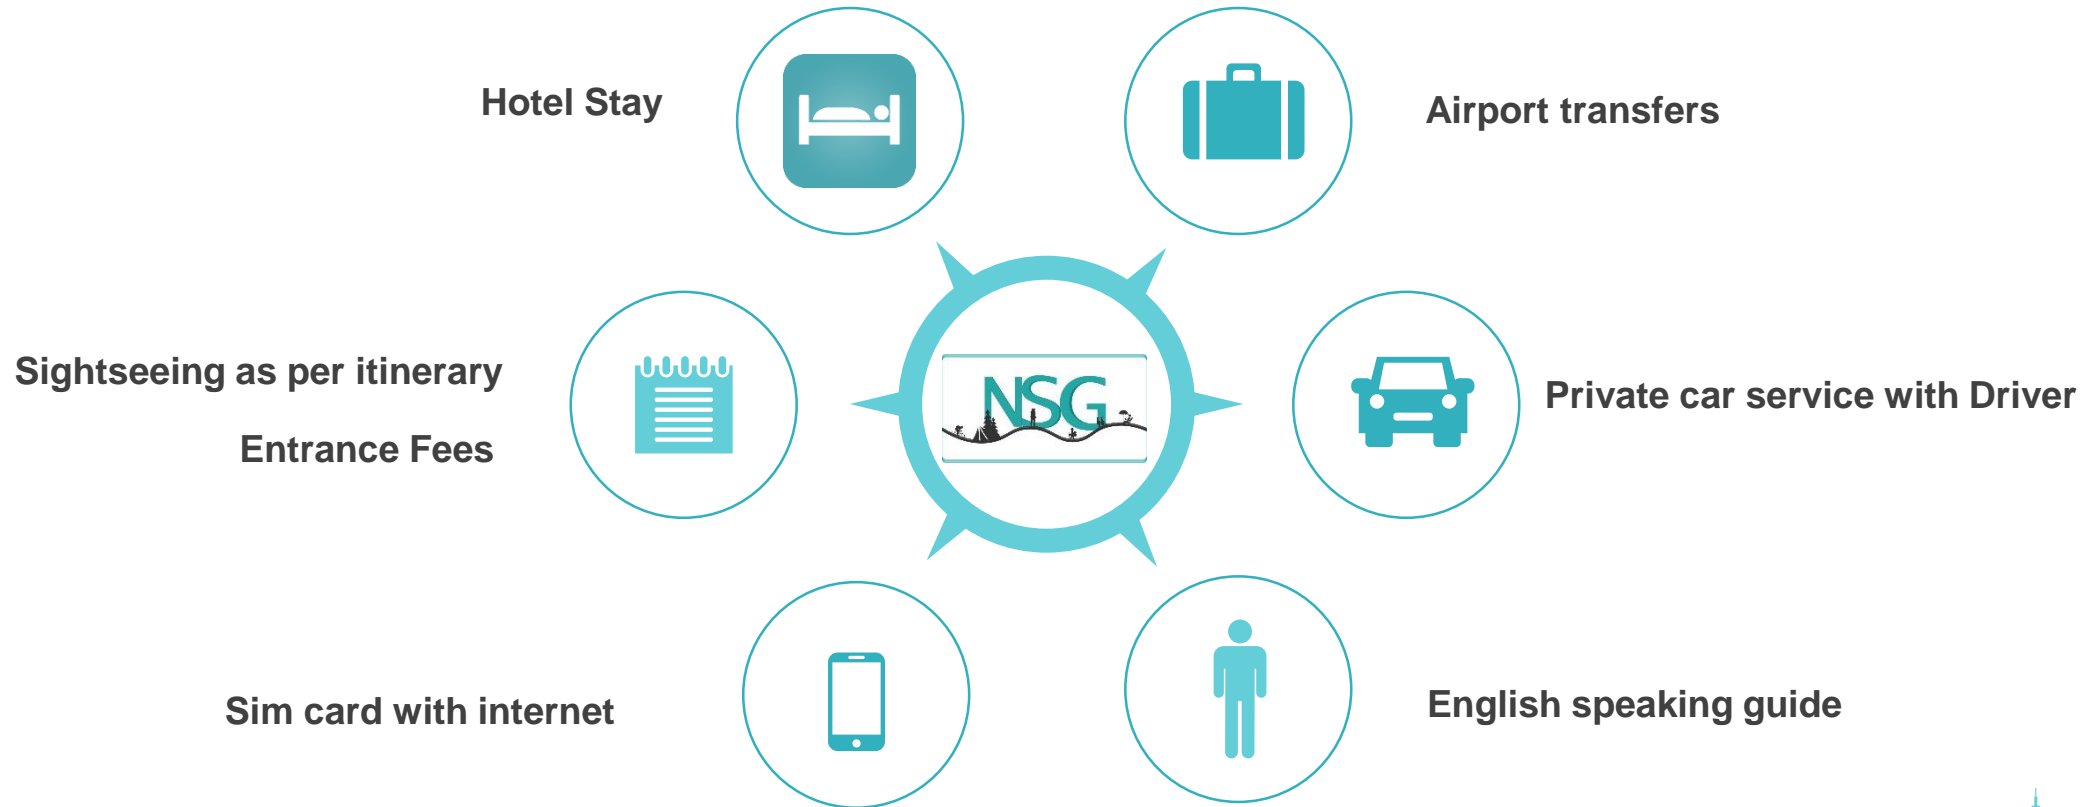 Hotel Stay
Airport transfers
Sightseeing as per itinerary
Entrance Fees
NSG
Private car service with Driver
Sim card with internet
English speaking guide